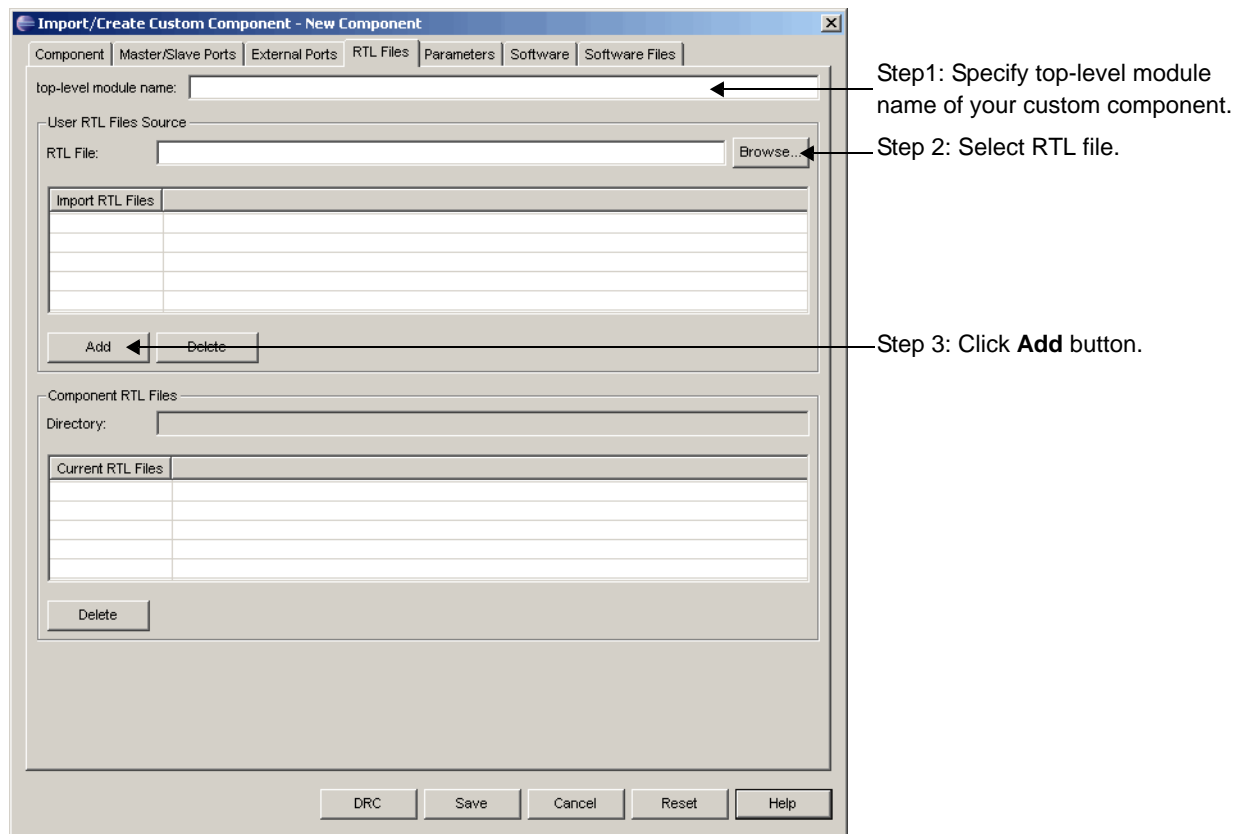 Import/Create Custom Component - New Component
Component Master/Slave Ports External Ports RTL Files Parameters Software Software Files
top-level module name:
Step1: Specify top-level module
name of your custom component.
User RTL Files Source
RTL File: Browse...
Step 2: Select RTL file.
Import RTL Files
Add Delete
Step 3: Click Add button.
Component RTL Files
Directory:
Current RTL Files
Delete
DRC Save Cancel Reset Help